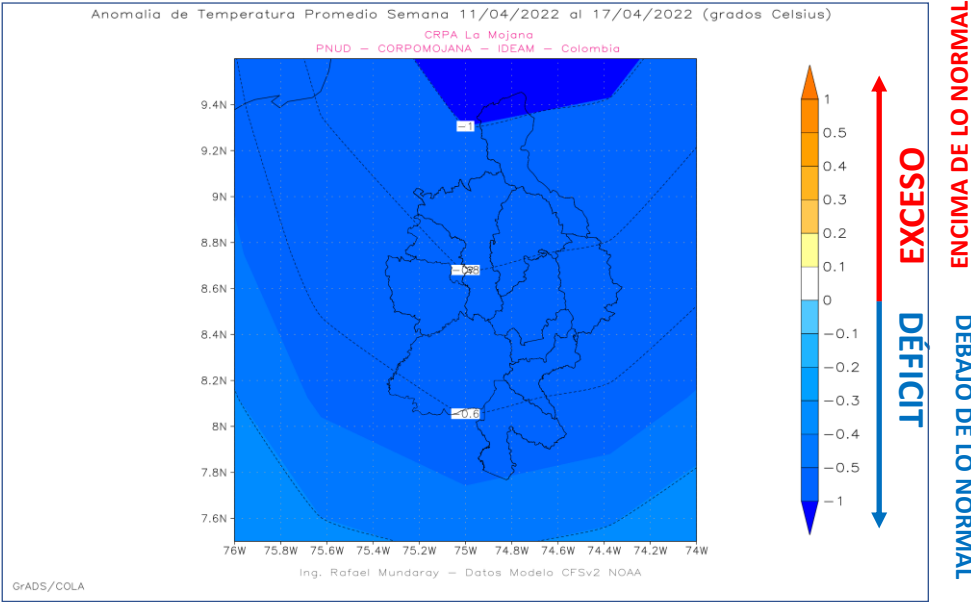 Anomalia de Temperatura Promedio Semana 11/04/2022 al 17/04/2022 (grados Celsius)
CRPA La Mojana
PNUD − CORPOMOJANA − IDEAM − Colombia
9.4N
9.2N
9N
8.8N
8.6N
8.4N
8.2N
8N
7.8N
7.6N
76W 75.8W 75.6W 75.4W 75.2W 75W 74.8W 74.6W 74.4W 74.2W 74W
−1
−0.8
−0.6
1
0.5
0.4
0.3
0.2
0.1
0
−0.1
−0.2
−0.3
−0.4
−0.5
−1
EXCESO
DÉFICIT
ENCIMA DE LO NORMAL
DEBAJO DE LO NORMAL
Ing. Rafael Mundaray − Datos Modelo CFSv2 NOAA
GrADS/COLA